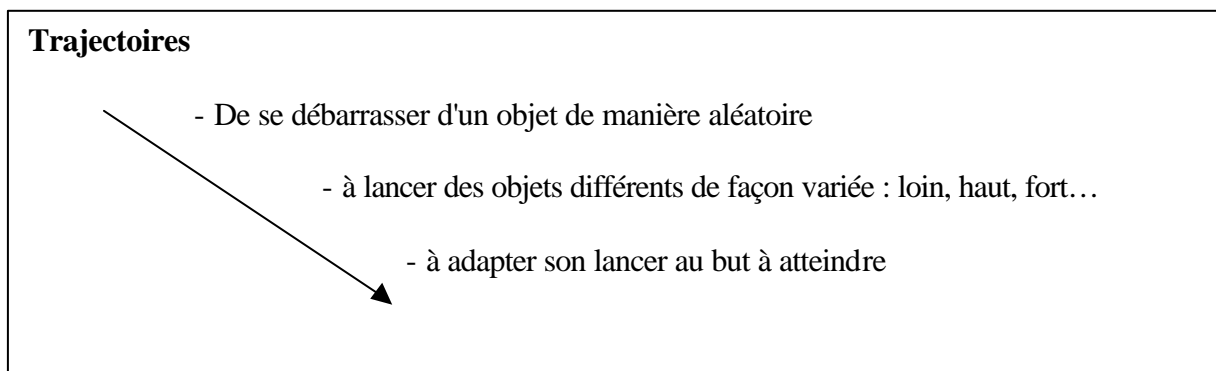 Trajectoires
- De se débarrasser d'un objet de manière aléatoire
- à lancer des objets différents de façon variée : loin, haut, fort…
- à adapter son lancer au but à atteindre